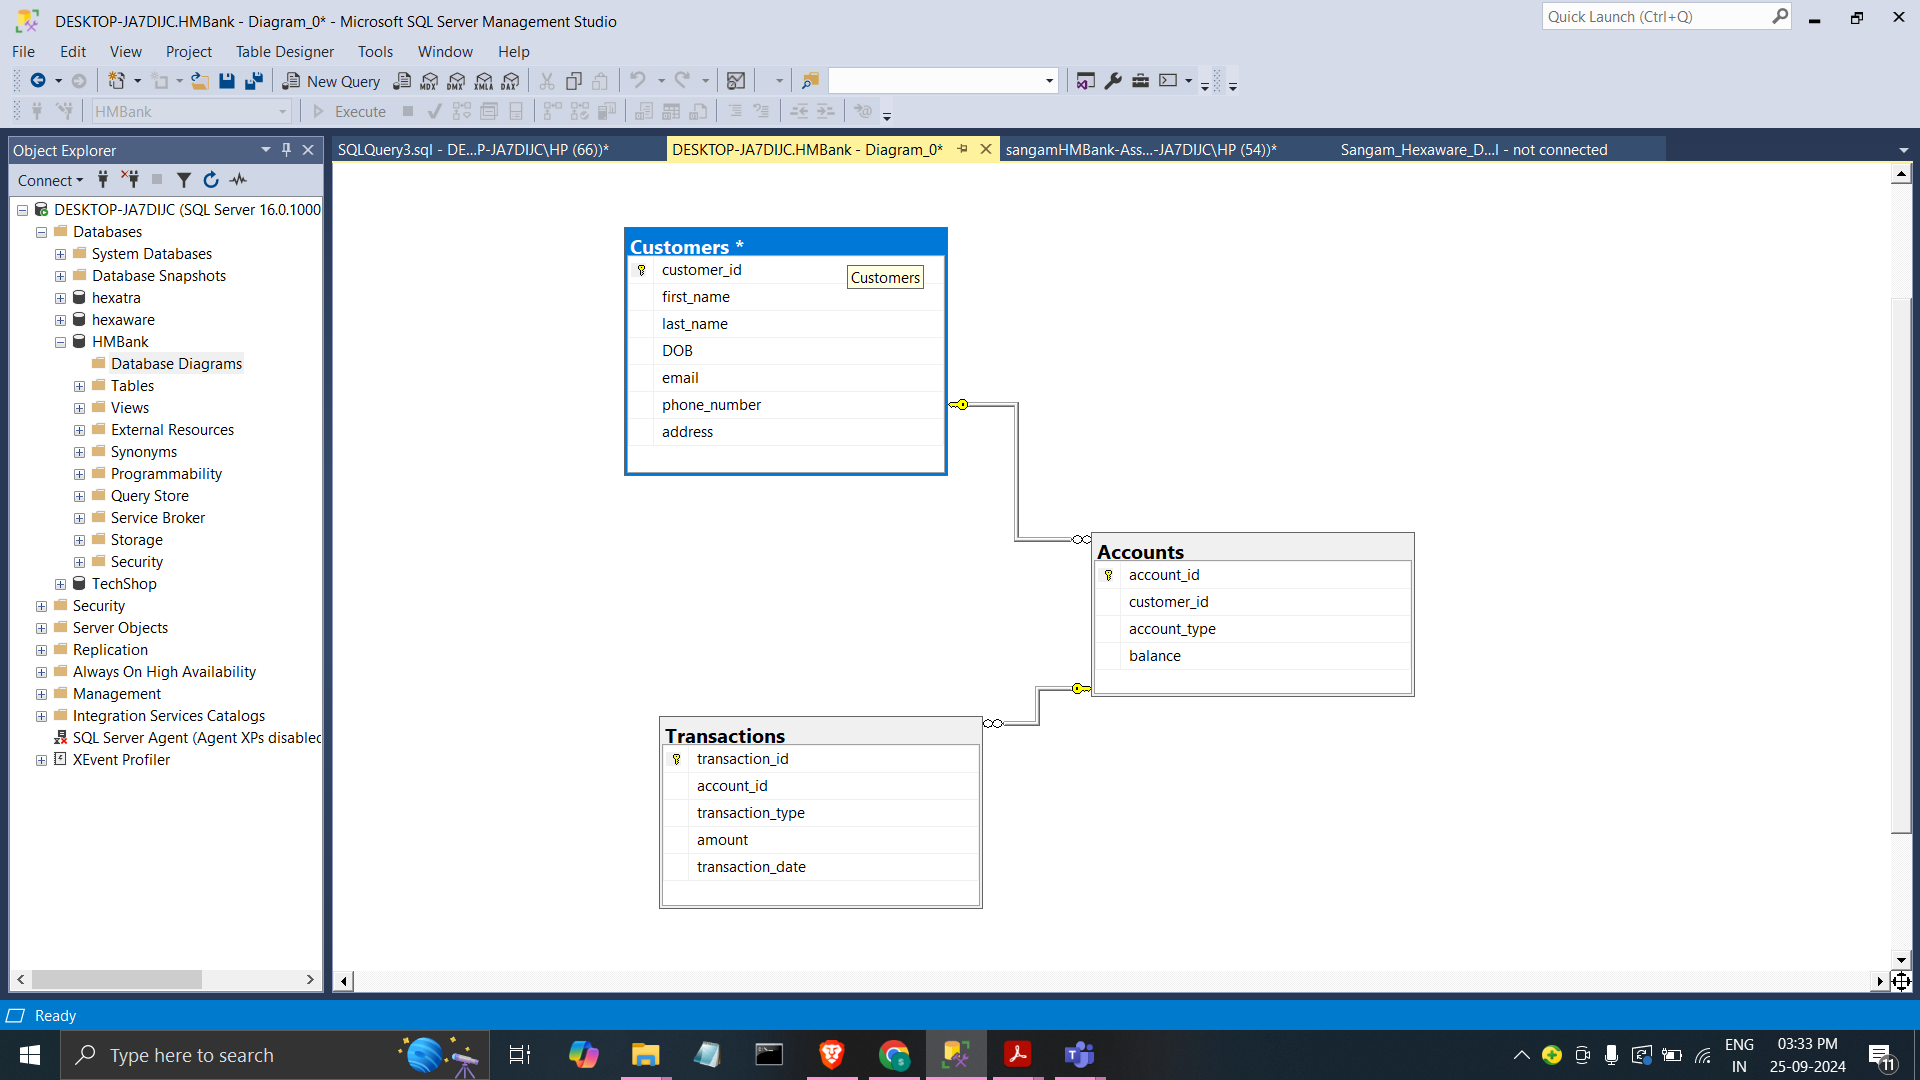 DESKTOP-JA7DIJC.HMBank - Diagram_0* - Microsoft SQL Server Management Studio
Quick Launch (Ctrl+Q)
File Edit View Project Table Designer Tools Window Help
New Query MDX DMX XMLA DAX
HMBank Execute
Object Explorer
SQLQuery3.sql - DE...P-JA7DIJC\HP (66))*
DESKTOP-JA7DIJC.HMBank - Diagram_0*
sangamHMBank-Ass...-JA7DIJC\HP (54))*
Sangam_Hexaware_D...l - not connected
Connect
DESKTOP-JA7DIJC (SQL Server 16.0.1000
Databases
System Databases
Database Snapshots
hexatra
hexaware
HMBank
Database Diagrams
Tables
Views
External Resources
Synonyms
Programmability
Query Store
Service Broker
Storage
Security
TechShop
Security
Server Objects
Replication
Always On High Availability
Management
Integration Services Catalogs
SQL Server Agent (Agent XPs disabled
XEvent Profiler
Customers *
customer_id
Customers
first_name
last_name
DOB
email
phone_number
address
Accounts
account_id
customer_id
account_type
balance
Transactions
transaction_id
account_id
transaction_type
amount
transaction_date
Ready
Type here to search
ENG
IN
03:33 PM
25-09-2024
11